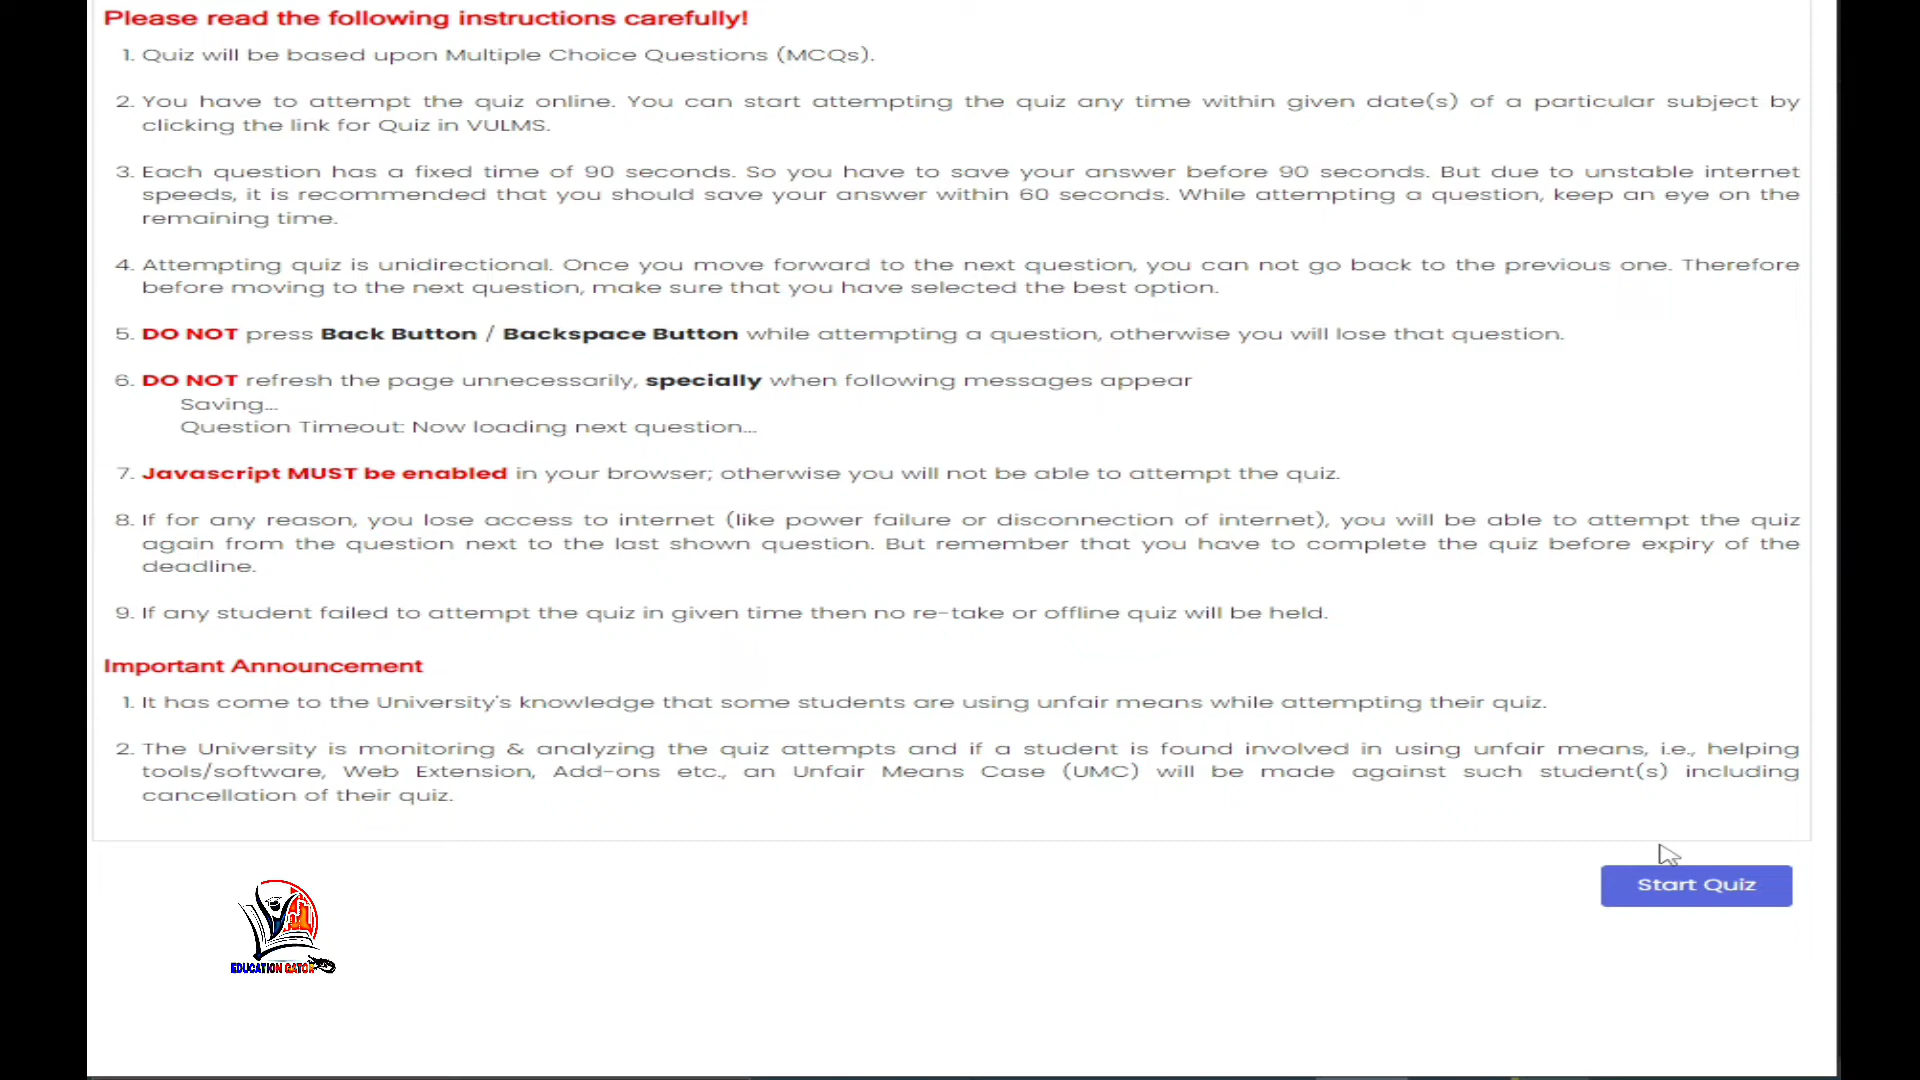 Please read the following instructions carefully!
1. Quiz will be based upon Multiple Choice Questions (MCQs).
2. You have to attempt the quiz online. You can start attempting the quiz any time within given date(s) of a particular subject by
clicking the link for Quiz in VULMS.
3. Each question has a fixed time of 90 seconds. So you have to save your answer before 90 seconds. But due to unstable internet
speeds, it is recommended that you should save your answer within 60 seconds. While attempting a question, keep an eye on the
remaining time.
4. Attempting quiz is unidirectional. Once you move forward to the next question, you can not go back to the previous one. Therefore
before moving to the next question, make sure that you have selected the best option.
5. DO NOT press Back Button / Backspace Button while attempting a question, otherwise you will lose that question.
6. DO NOT refresh the page unnecessarily, specially when following messages appear
Saving...
Question Timeout: Now loading next question...
7. Javascript MUST be enabled in your browser; otherwise you will not be able to attempt the quiz.
8. If for any reason, you lose access to internet (like power failure or disconnection of internet), you will be able to attempt the quiz
again from the question next to the last shown question. But remember that you have to complete the quiz before expiry of the
deadline.
9. If any student failed to attempt the quiz in given time then no re-take or offline quiz will be held.
Important Announcement
1. It has come to the University's knowledge that some students are using unfair means while attempting their quiz.
2. The University is monitoring & analyzing the quiz attempts and if a student is found involved in using unfair means, i.e., helping
tools/software, Web Extension, Add-ons etc., an Unfair Means Case (UMC) will be made against such student(s) including
cancellation of their quiz.
Start Quiz
EDUCATION GATOR